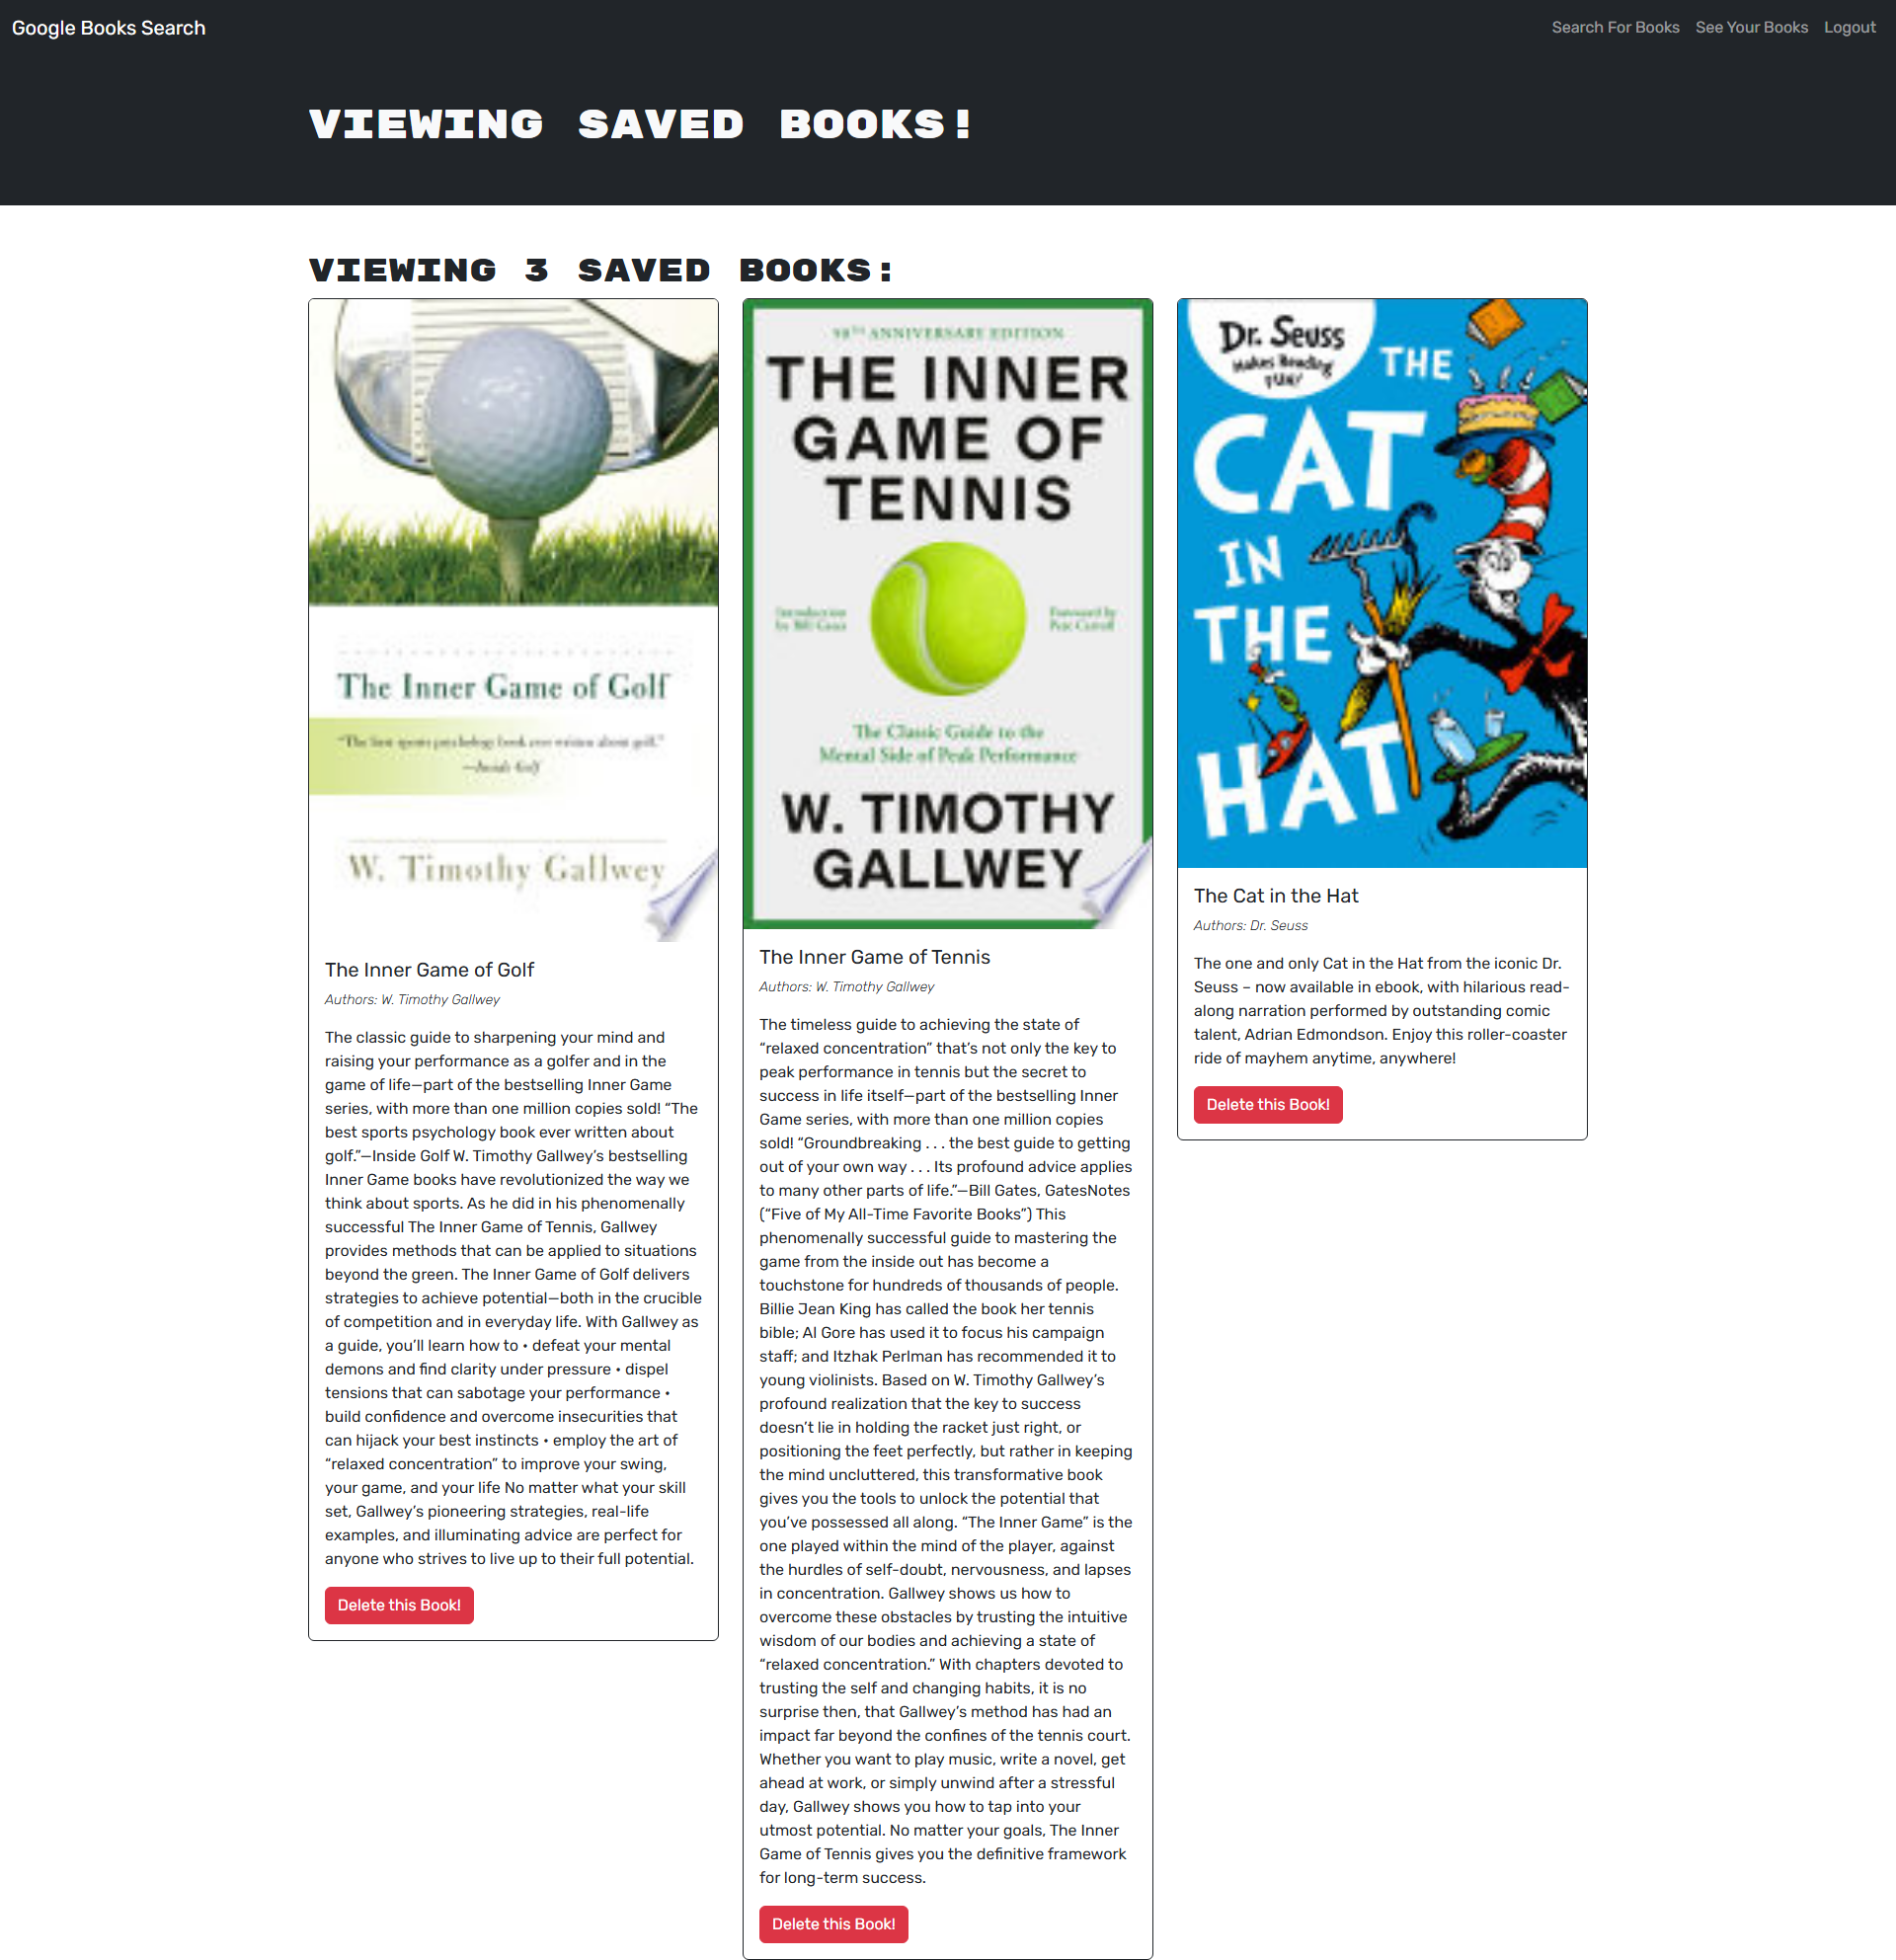 Google Books Search
Search For Books
See Your Books
Logout
VIEWING SAVED BOOKS!
VIEWING 3 SAVED BOOKS:
The Inner Game of Golf
"The best sports psychology book ever written about golf."
—Inside Golf
W. Timothy Gallwey
The Inner Game of Golf
Authors: W. Timothy Gallwey
The classic guide to sharpening your mind and
raising your performance as a golfer and in the
game of life—part of the bestselling Inner Game
series, with more than one million copies sold! “The
best sports psychology book ever written about
golf.”—Inside Golf W. Timothy Gallwey’s bestselling
Inner Game books have revolutionized the way we
think about sports. As he did in his phenomenally
successful The Inner Game of Tennis, Gallwey
provides methods that can be applied to situations
beyond the green. The Inner Game of Golf delivers
strategies to achieve potential—both in the crucible
of competition and in everyday life. With Gallwey as
a guide, you’ll learn how to • defeat your mental
demons and find clarity under pressure • dispel
tensions that can sabotage your performance •
build confidence and overcome insecurities that
can hijack your best instincts • employ the art of
“relaxed concentration” to improve your swing,
your game, and your life No matter what your skill
set, Gallwey’s pioneering strategies, real-life
examples, and illuminating advice are perfect for
anyone who strives to live up to their full potential.
Delete this Book!
ANNIVERSARY EDITION
THE INNER
GAME OF
TENNIS
Introduction
by Bill Gates
Foreword by
Pete Carroll
The Classic Guide to the
Mental Side of Peak Performance
W. TIMOTHY
GALLWEY
The Inner Game of Tennis
Authors: W. Timothy Gallwey
The timeless guide to achieving the state of
“relaxed concentration” that’s not only the key to
peak performance in tennis but the secret to
success in life itself—part of the bestselling Inner
Game series, with more than one million copies
sold! “Groundbreaking . . . the best guide to getting
out of your own way . . . Its profound advice applies
to many other parts of life.”—Bill Gates, GatesNotes
(“Five of My All-Time Favorite Books”) This
phenomenally successful guide to mastering the
game from the inside out has become a
touchstone for hundreds of thousands of people.
Billie Jean King has called the book her tennis
bible; Al Gore has used it to focus his campaign
staff; and Itzhak Perlman has recommended it to
young violinists. Based on W. Timothy Gallwey’s
profound realization that the key to success
doesn’t lie in holding the racket just right, or
positioning the feet perfectly, but rather in keeping
the mind uncluttered, this transformative book
gives you the tools to unlock the potential that
you’ve possessed all along. “The Inner Game” is the
one played within the mind of the player, against
the hurdles of self-doubt, nervousness, and lapses
in concentration. Gallwey shows us how to
overcome these obstacles by trusting the intuitive
wisdom of our bodies and achieving a state of
“relaxed concentration.” With chapters devoted to
trusting the self and changing habits, it is no
surprise then, that Gallwey’s method has had an
impact far beyond the confines of the tennis court.
Whether you want to play music, write a novel, get
ahead at work, or simply unwind after a stressful
day, Gallwey shows you how to tap into your
utmost potential. No matter your goals, The Inner
Game of Tennis gives you the definitive framework
for long-term success.
Delete this Book!
Dr. Seuss
Makes Reading
FUN!
THE
CAT
IN
THE
HAT
The Cat in the Hat
Authors: Dr. Seuss
The one and only Cat in the Hat from the iconic Dr.
Seuss – now available in ebook, with hilarious read-
along narration performed by outstanding comic
talent, Adrian Edmondson. Enjoy this roller-coaster
ride of mayhem anytime, anywhere!
Delete this Book!